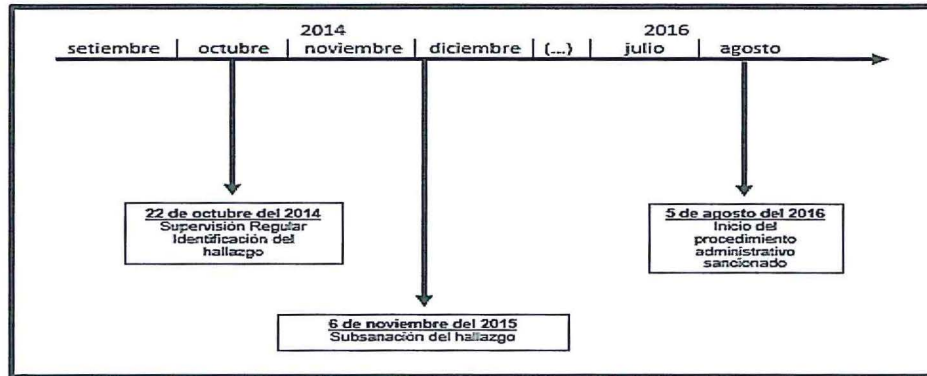 2014 2016
setiembre octubre noviembre diciembre (...) julio agosto
22 de octubre del 2014
Supervisión Regular
Identificación del
hallazgo
5 de agosto del 2016
Inicio del
procedimiento
administrativo
sancionado
6 de noviembre del 2015
Subsanación del hallazgo